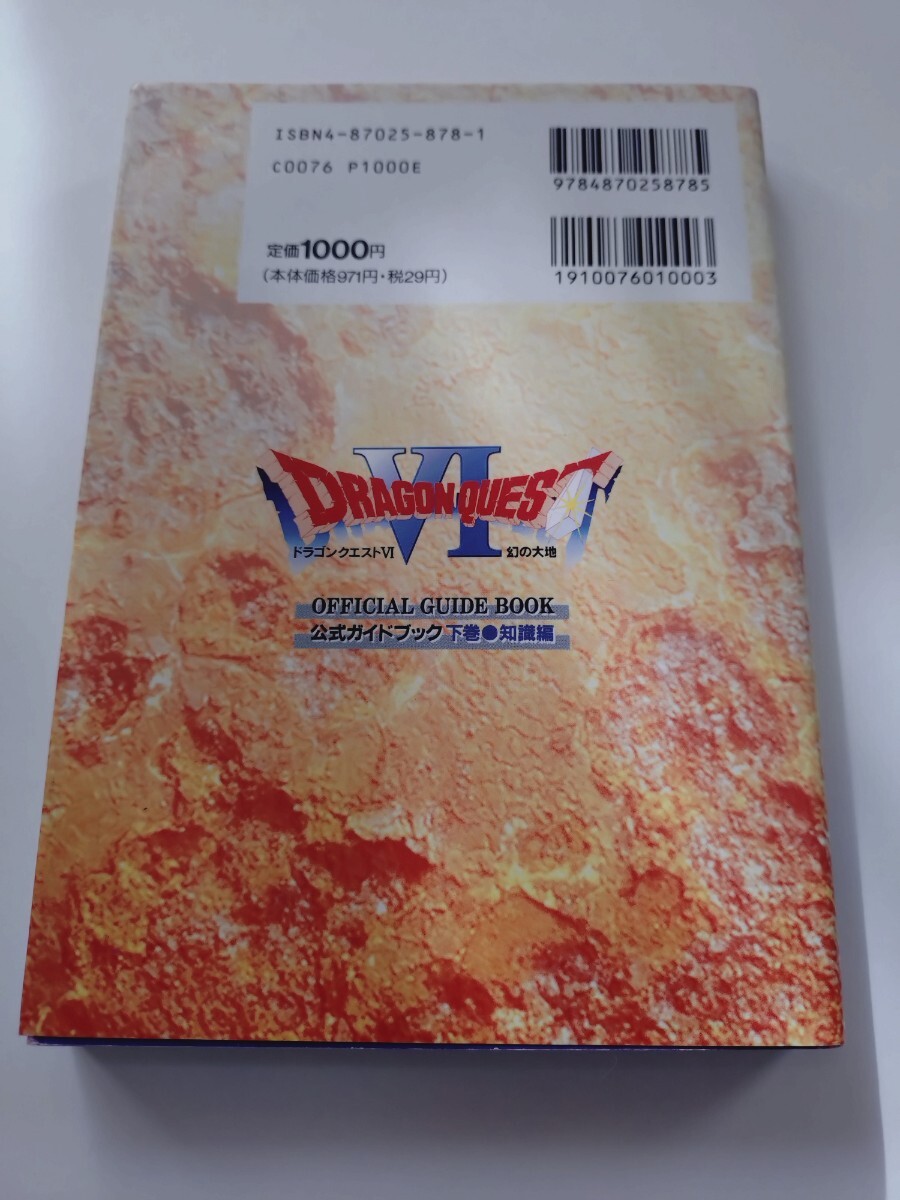 ISBN4-87025-878-1
C0076 P1000E
9784870258785
定価1000円
(本体価格971円・税29円)
1910076010003
VI
DRAGON QUEST
ドラゴンクエストVI 幻の大地
OFFICIAL GUIDE BOOK
公式ガイドブック 下巻●知識編